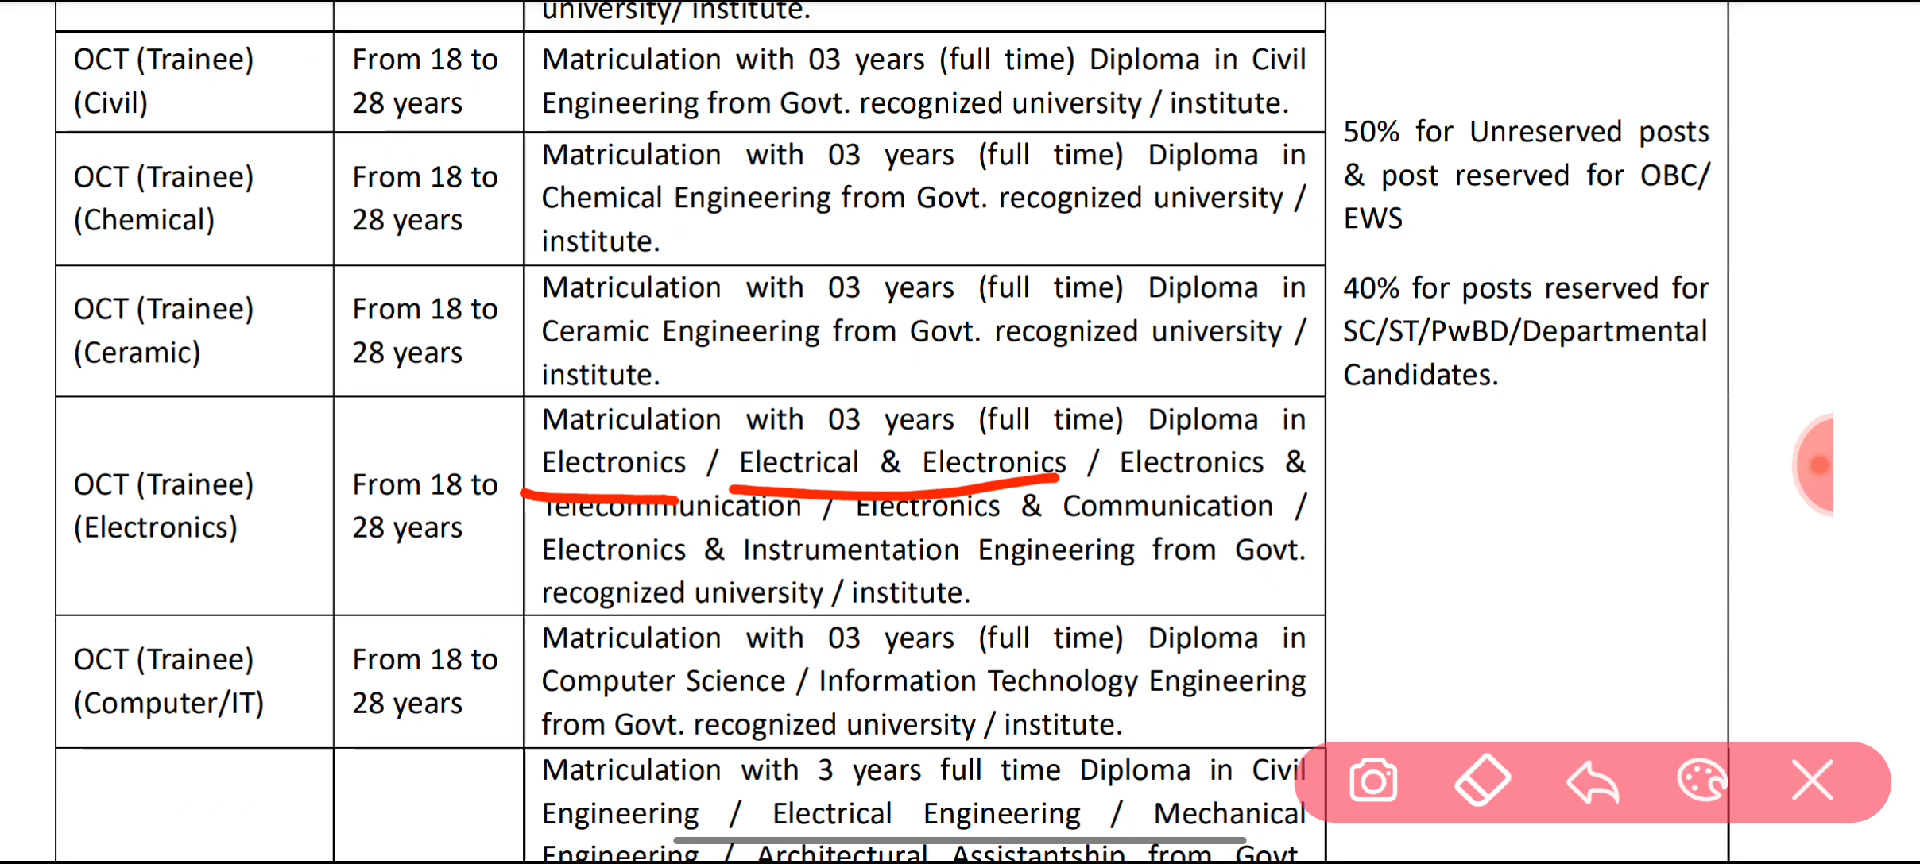 university/ institute.
OCT (Trainee)
(Civil)
From 18 to
28 years
Matriculation with 03 years (full time) Diploma in Civil
Engineering from Govt. recognized university / institute.
OCT (Trainee)
(Chemical)
From 18 to
28 years
Matriculation with 03 years (full time) Diploma in
Chemical Engineering from Govt. recognized university /
institute.
OCT (Trainee)
(Ceramic)
From 18 to
28 years
Matriculation with 03 years (full time) Diploma in
Ceramic Engineering from Govt. recognized university /
institute.
OCT (Trainee)
(Electronics)
From 18 to
28 years
Matriculation with 03 years (full time) Diploma in
Electronics / Electrical & Electronics / Electronics &
Telecommunication / Electronics & Communication /
Electronics & Instrumentation Engineering from Govt.
recognized university / institute.
OCT (Trainee)
(Computer/IT)
From 18 to
28 years
Matriculation with 03 years (full time) Diploma in
Computer Science / Information Technology Engineering
from Govt. recognized university / institute.
Matriculation with 3 years full time Diploma in Civil
Engineering / Electrical Engineering / Mechanical
Engineering / Architectural Assistantship from Govt.
50% for Unreserved posts
& post reserved for OBC/
EWS
40% for posts reserved for
SC/ST/PwBD/Departmental
Candidates.